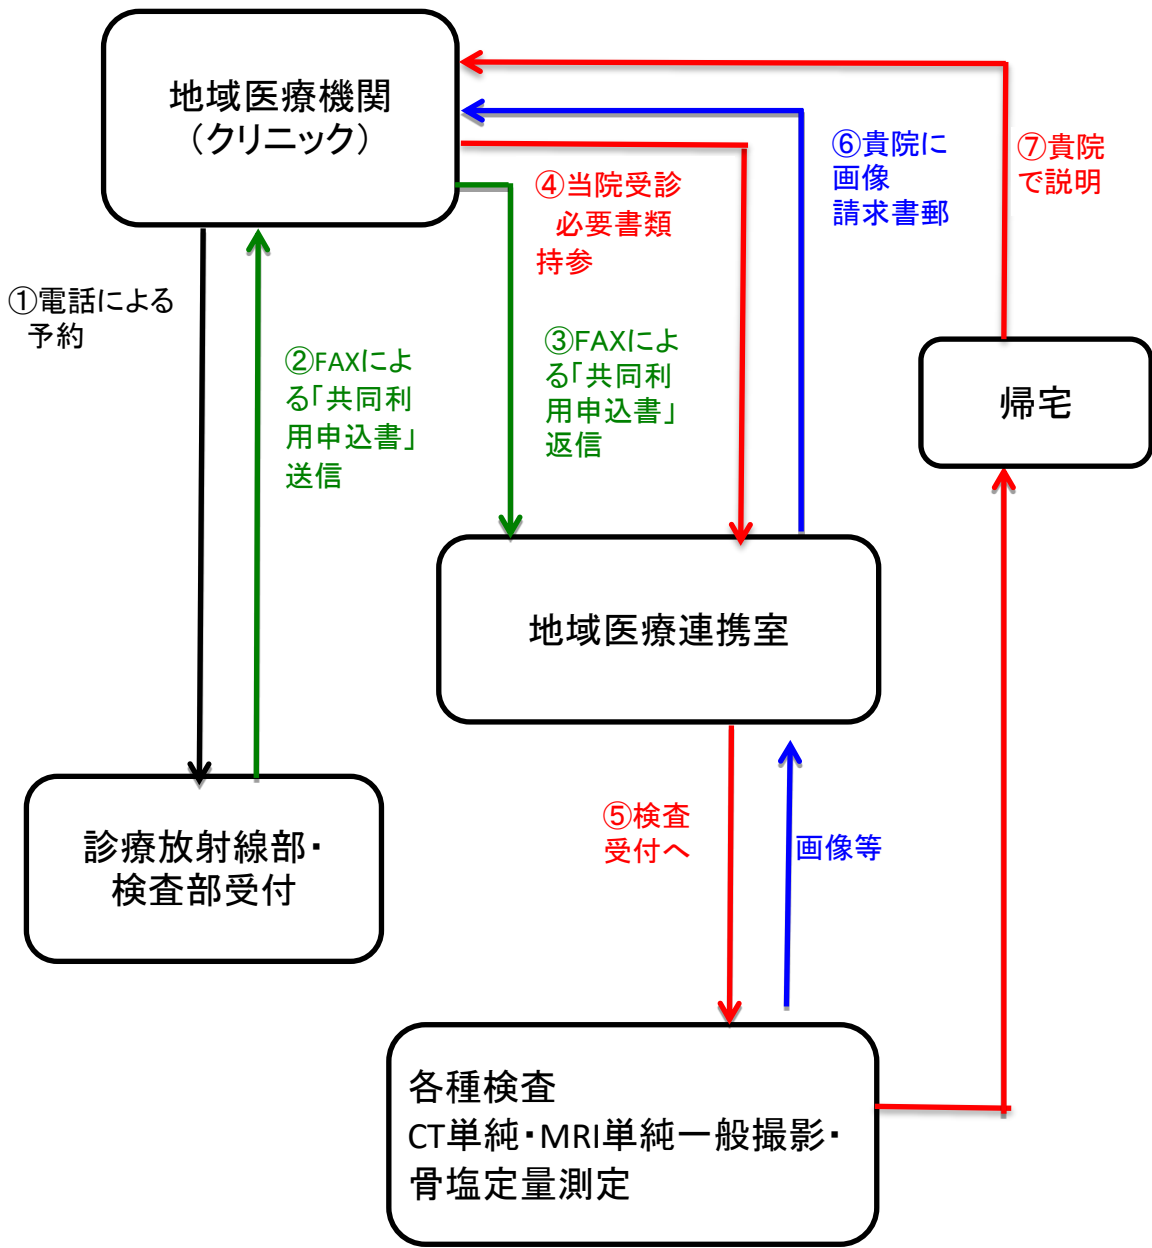 地域医療機関
(クリニック)
①電話による
予約
②FAXによ
る「共同利
用申込書」
送信
④当院受診
必要書類
持参
③FAXによ
る「共同利
用申込書」
返信
⑥貴院に
画像
請求書郵
⑦貴院
で説明
帰宅
地域医療連携室
診療放射線部・
検査部受付
⑤検査
受付へ
画像等
各種検査
CT単純・MRI単純一般撮影・
骨塩定量測定